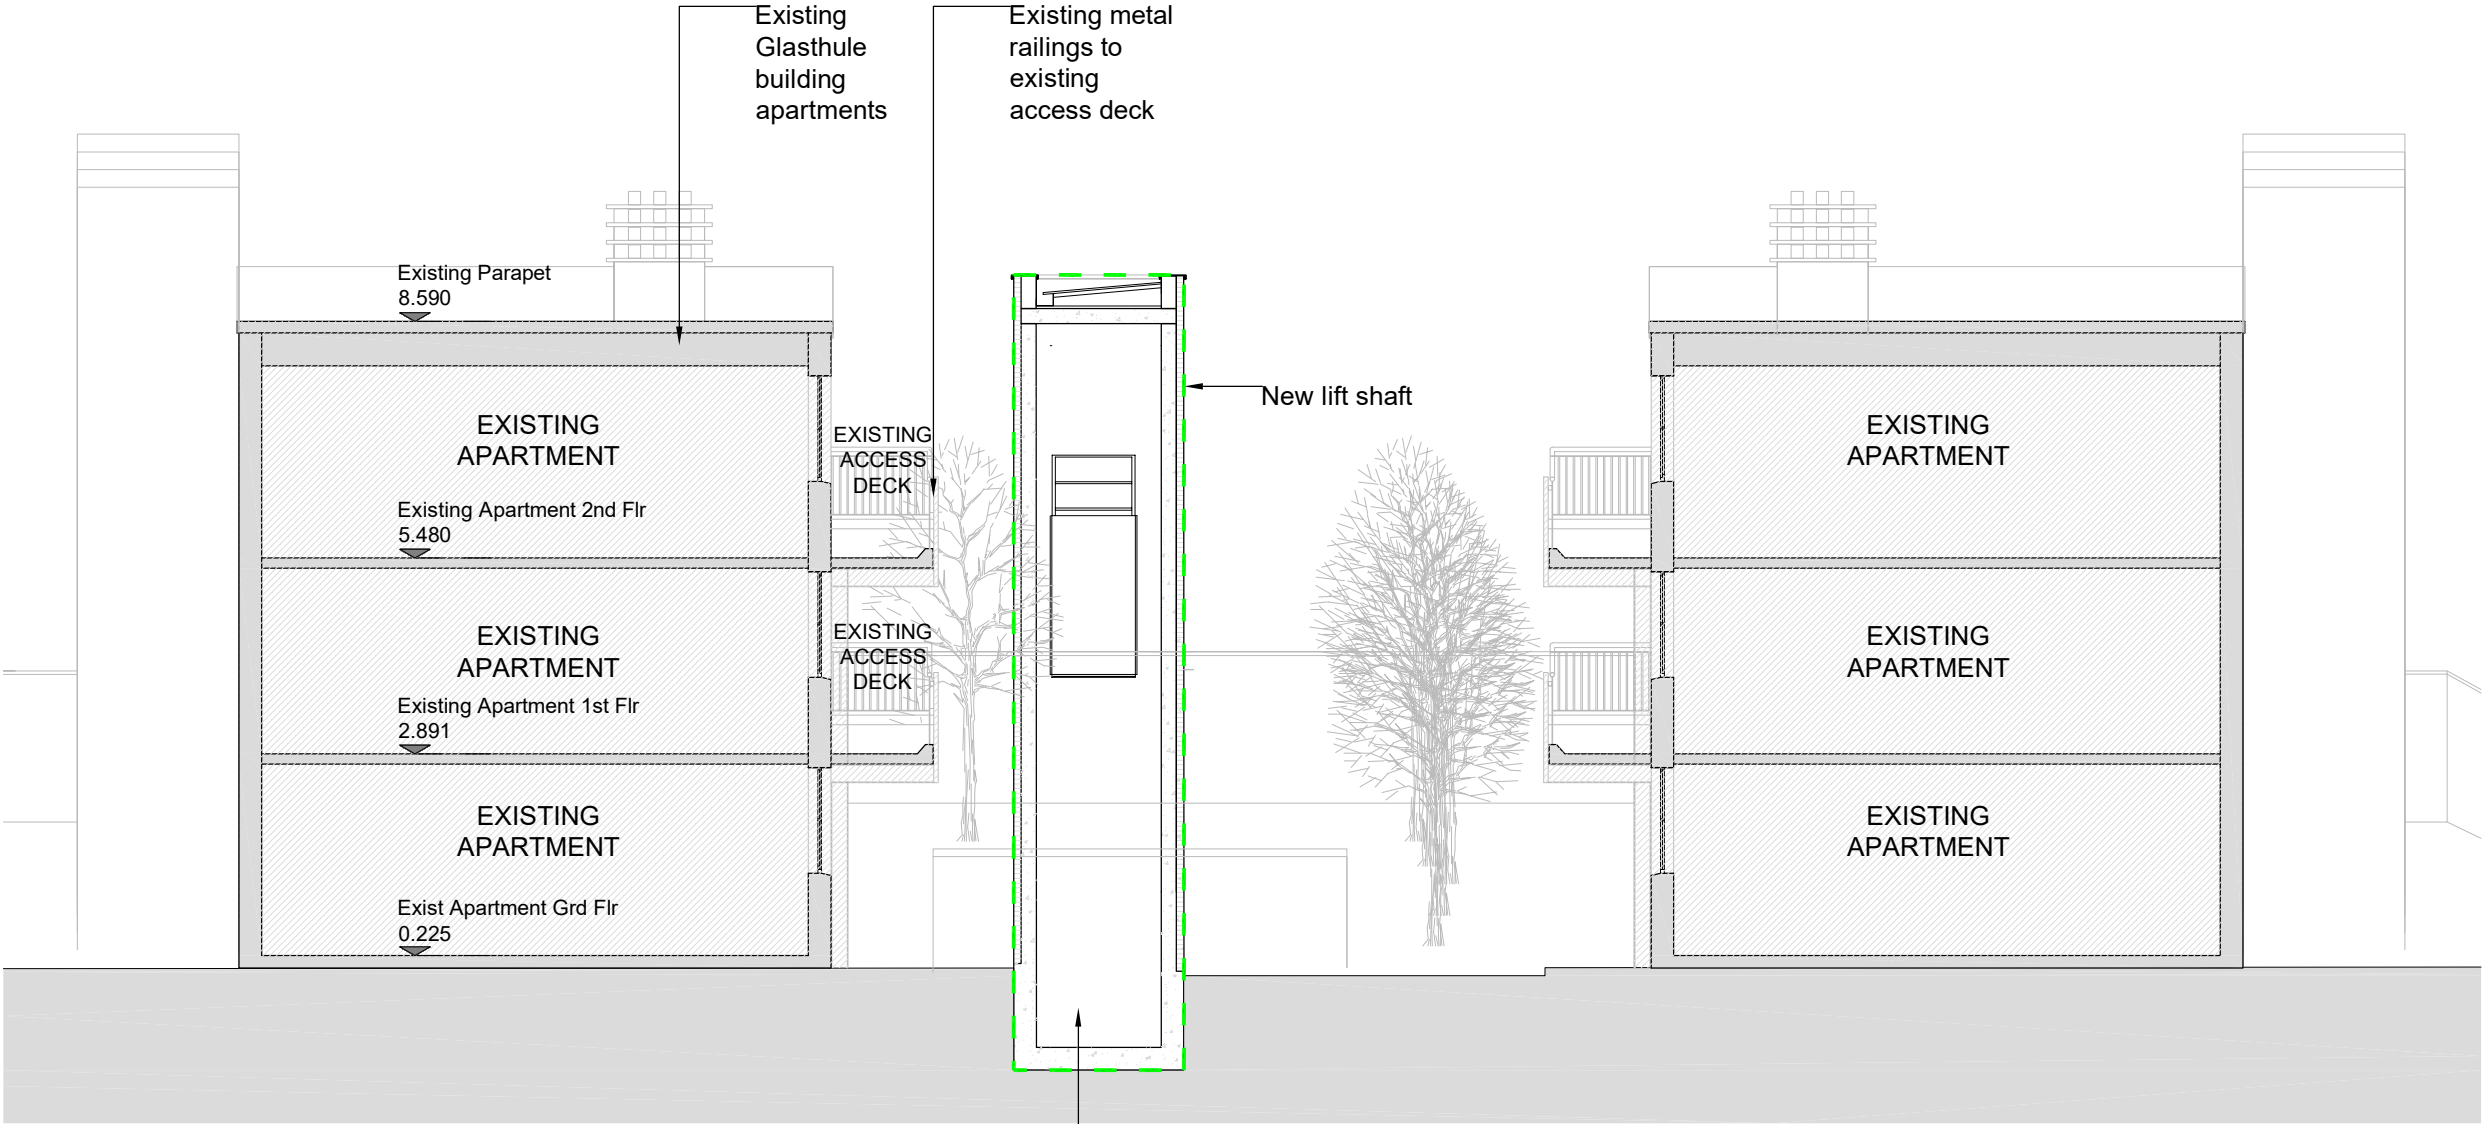 Existing
Glasthule
building
apartments
Existing metal
railings to
existing
access deck
Existing Parapet
8.590
New lift shaft
EXISTING
APARTMENT
EXISTING
ACCESS
DECK
EXISTING
APARTMENT
Existing Apartment 2nd Flr
5.480
EXISTING
APARTMENT
EXISTING
ACCESS
DECK
EXISTING
APARTMENT
Existing Apartment 1st Flr
2.891
EXISTING
APARTMENT
EXISTING
APARTMENT
Exist Apartment Grd Flr
0.225